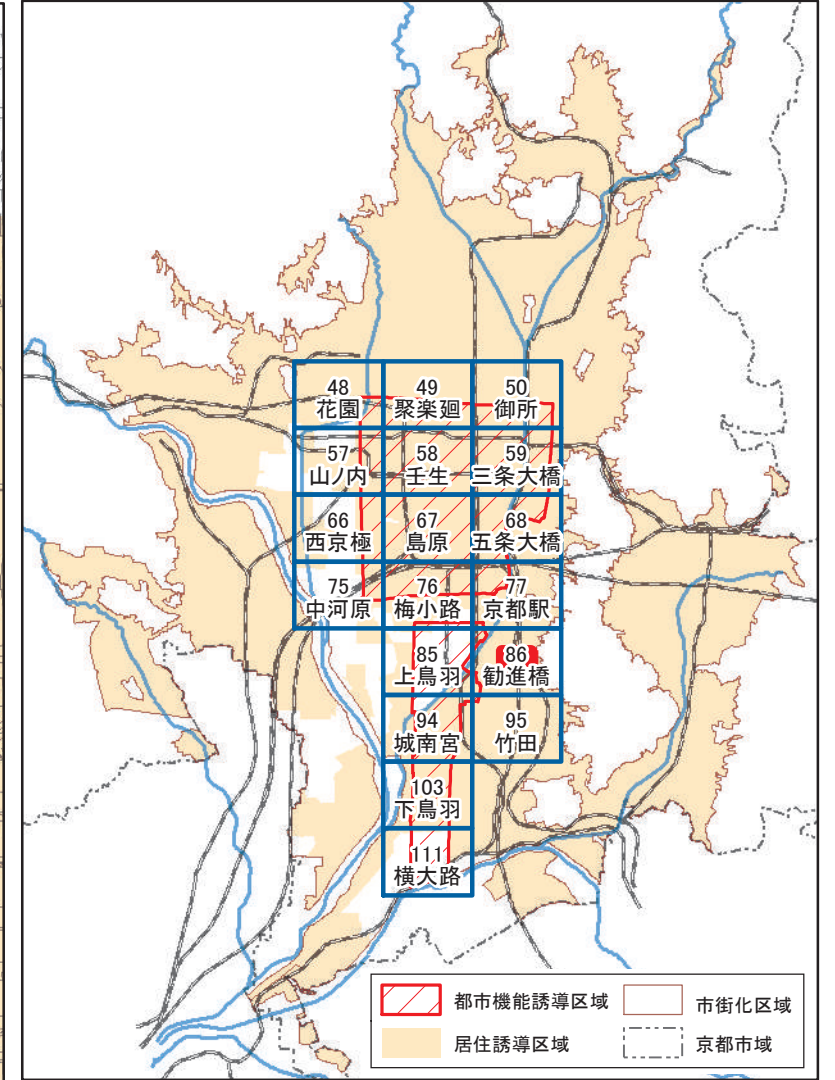 48
花園
49
聚楽廻
50
御所
57
山ノ内
58
壬生
59
三条大橋
66
西京極
67
島原
68
五条大橋
75
中河原
76
梅小路
77
京都駅
85
上鳥羽
86
勧進橋
94
城南宮
95
竹田
103
下鳥羽
111
横大路
都市機能誘導区域
市街化区域
居住誘導区域
京都市域